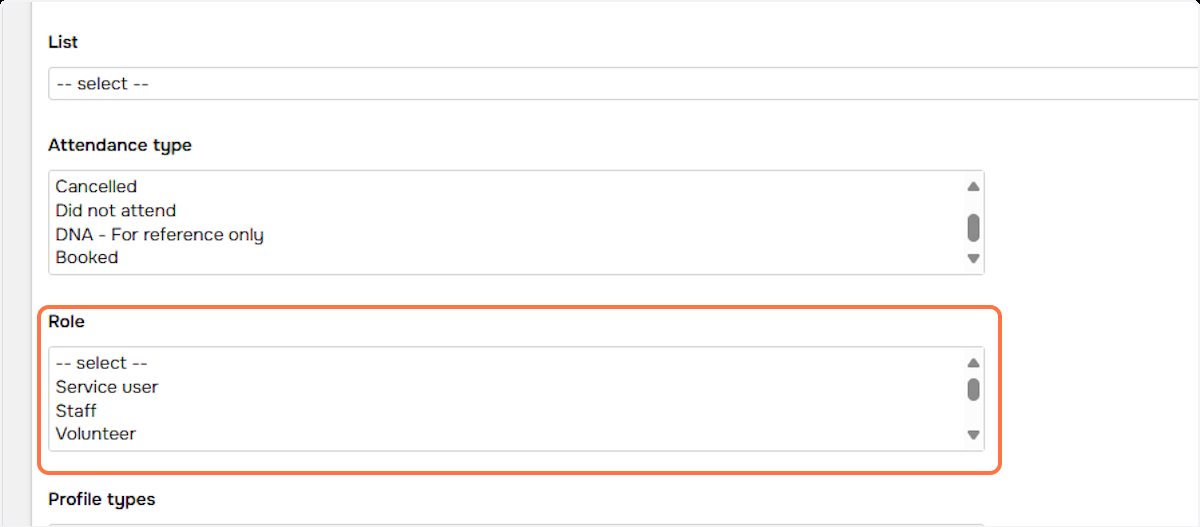 List
-- select --
Attendance type
Cancelled
Did not attend
DNA - For reference only
Booked
Role
-- select --
Service user
Staff
Volunteer
Profile types